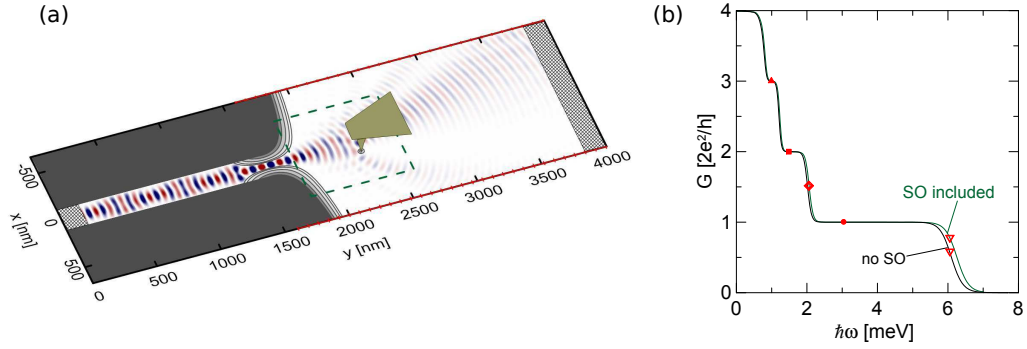 (a)
-500
0
500
x [nm]
0
500
1000
1500
2000
2500
3000
3500
4000
y [nm]
(b)
4
3
2
1
0
G [2e²/h]
SO included
no SO
0
2
4
6
8
ℏω [meV]